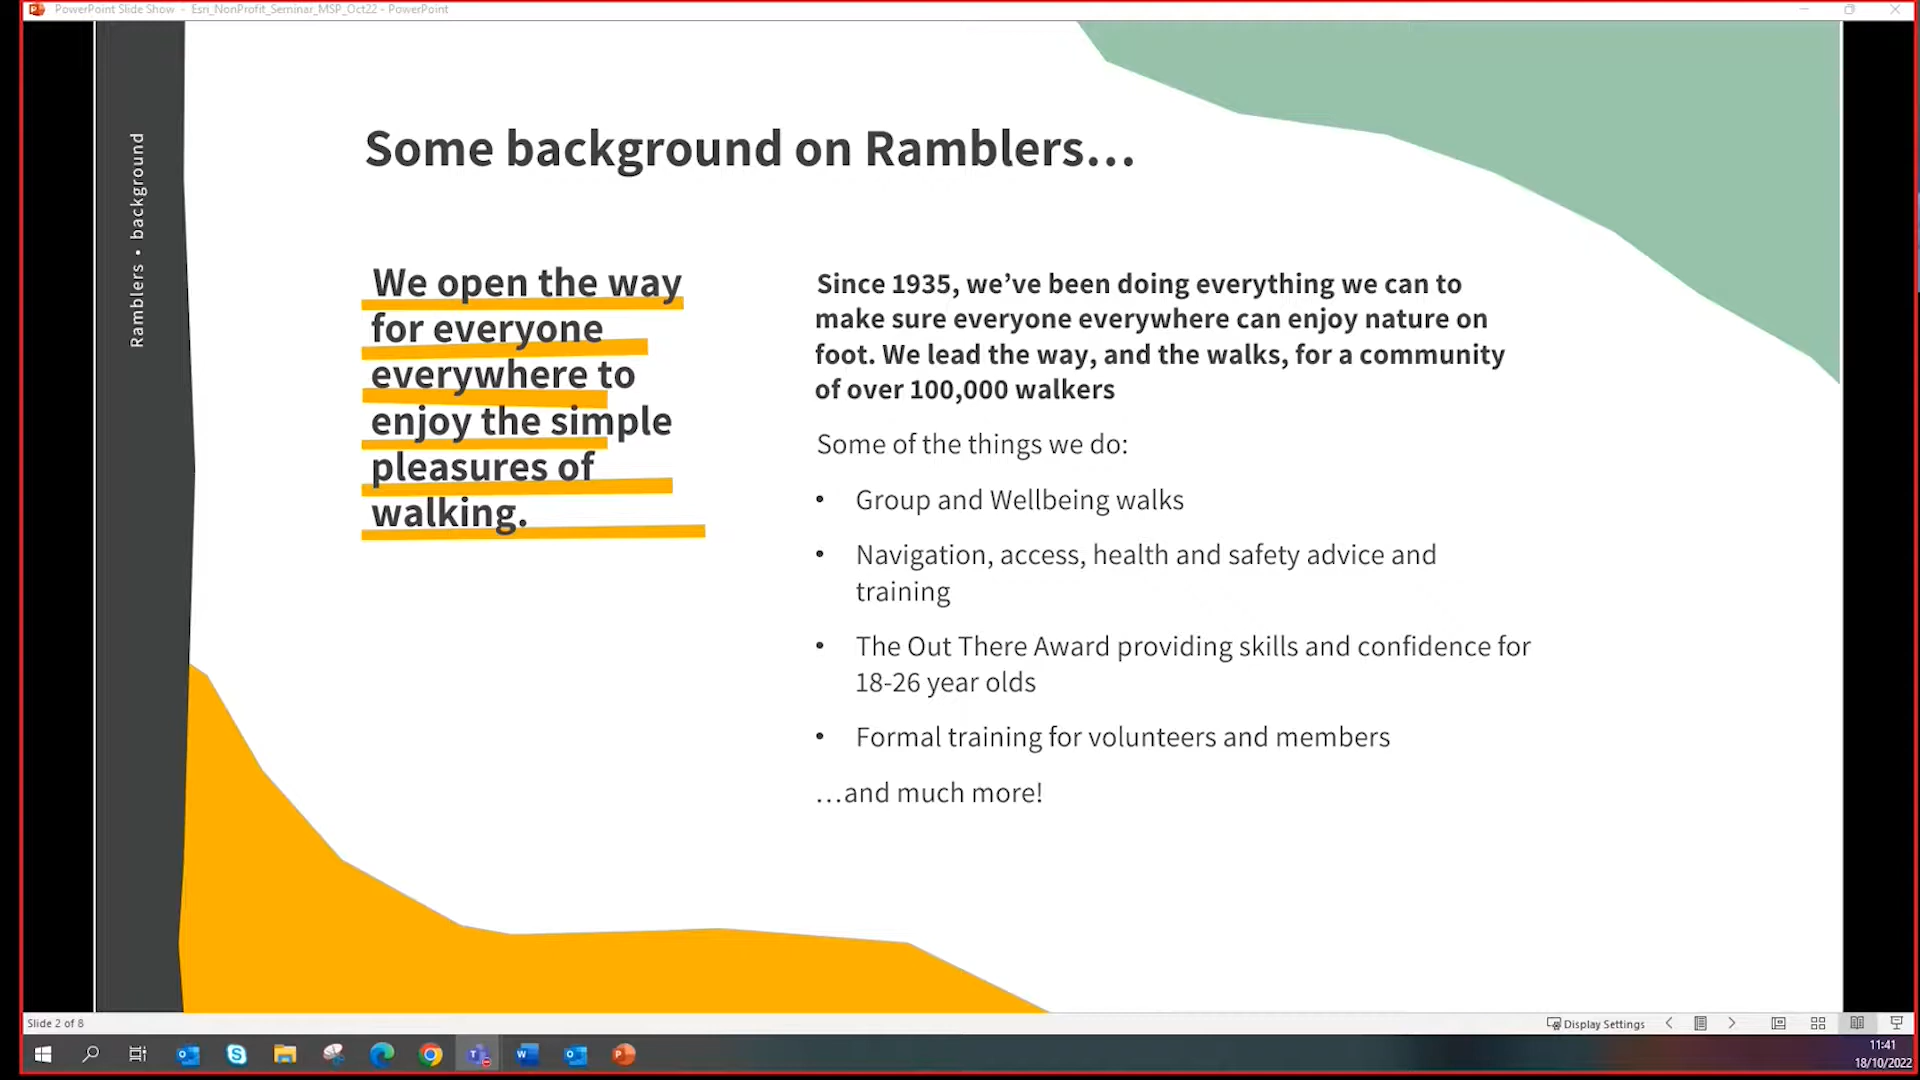 PowerPoint Slide Show - Esri_NonProfit_Seminar_MSP_Oct22 - PowerPoint
Ramblers • background
Some background on Ramblers...
We open the way
for everyone
everywhere to
enjoy the simple
pleasures of
walking.
Since 1935, we’ve been doing everything we can to
make sure everyone everywhere can enjoy nature on
foot. We lead the way, and the walks, for a community
of over 100,000 walkers
Some of the things we do:
• Group and Wellbeing walks
• Navigation, access, health and safety advice and
training
• The Out There Award providing skills and confidence for
18-26 year olds
• Formal training for volunteers and members
...and much more!
Slide 2 of 8
Display Settings
11:41
18/10/2022